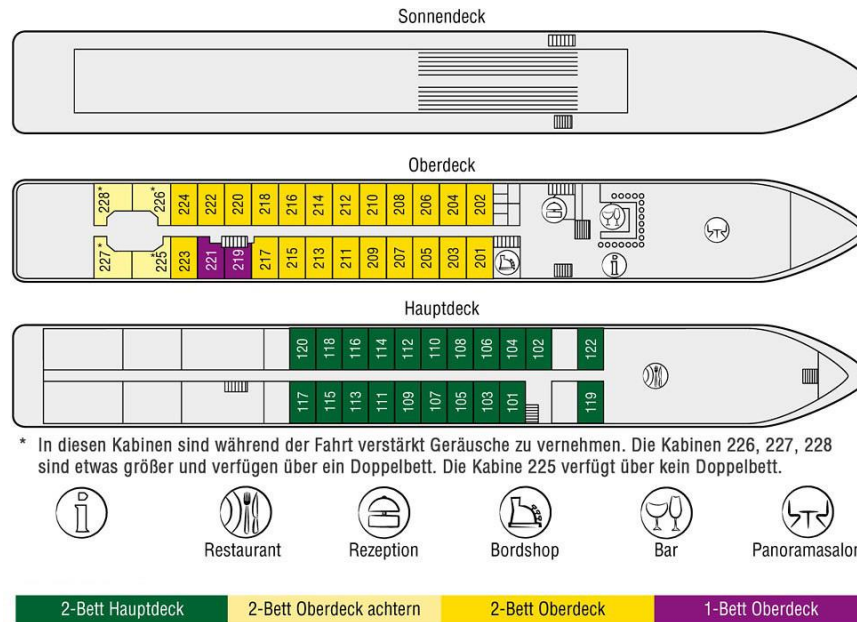 Sonnendeck
Oberdeck
228* 226* 224 222 220 218 216 214 212 210 208 206 204 202
227* 225* 223 221 219 217 215 213 211 209 207 205 203 201
Hauptdeck
120 118 116 114 112 110 108 106 104 102 122
117 115 113 111 109 107 105 103 101 119
* In diesen Kabinen sind während der Fahrt verstärkt Geräusche zu vernehmen. Die Kabinen 226, 227, 228
sind etwas größer und verfügen über ein Doppelbett. Die Kabine 225 verfügt über kein Doppelbett.
i Restaurant Rezeption Bordshop Bar Panoramasalon
2-Bett Hauptdeck 2-Bett Oberdeck achtern 2-Bett Oberdeck 1-Bett Oberdeck